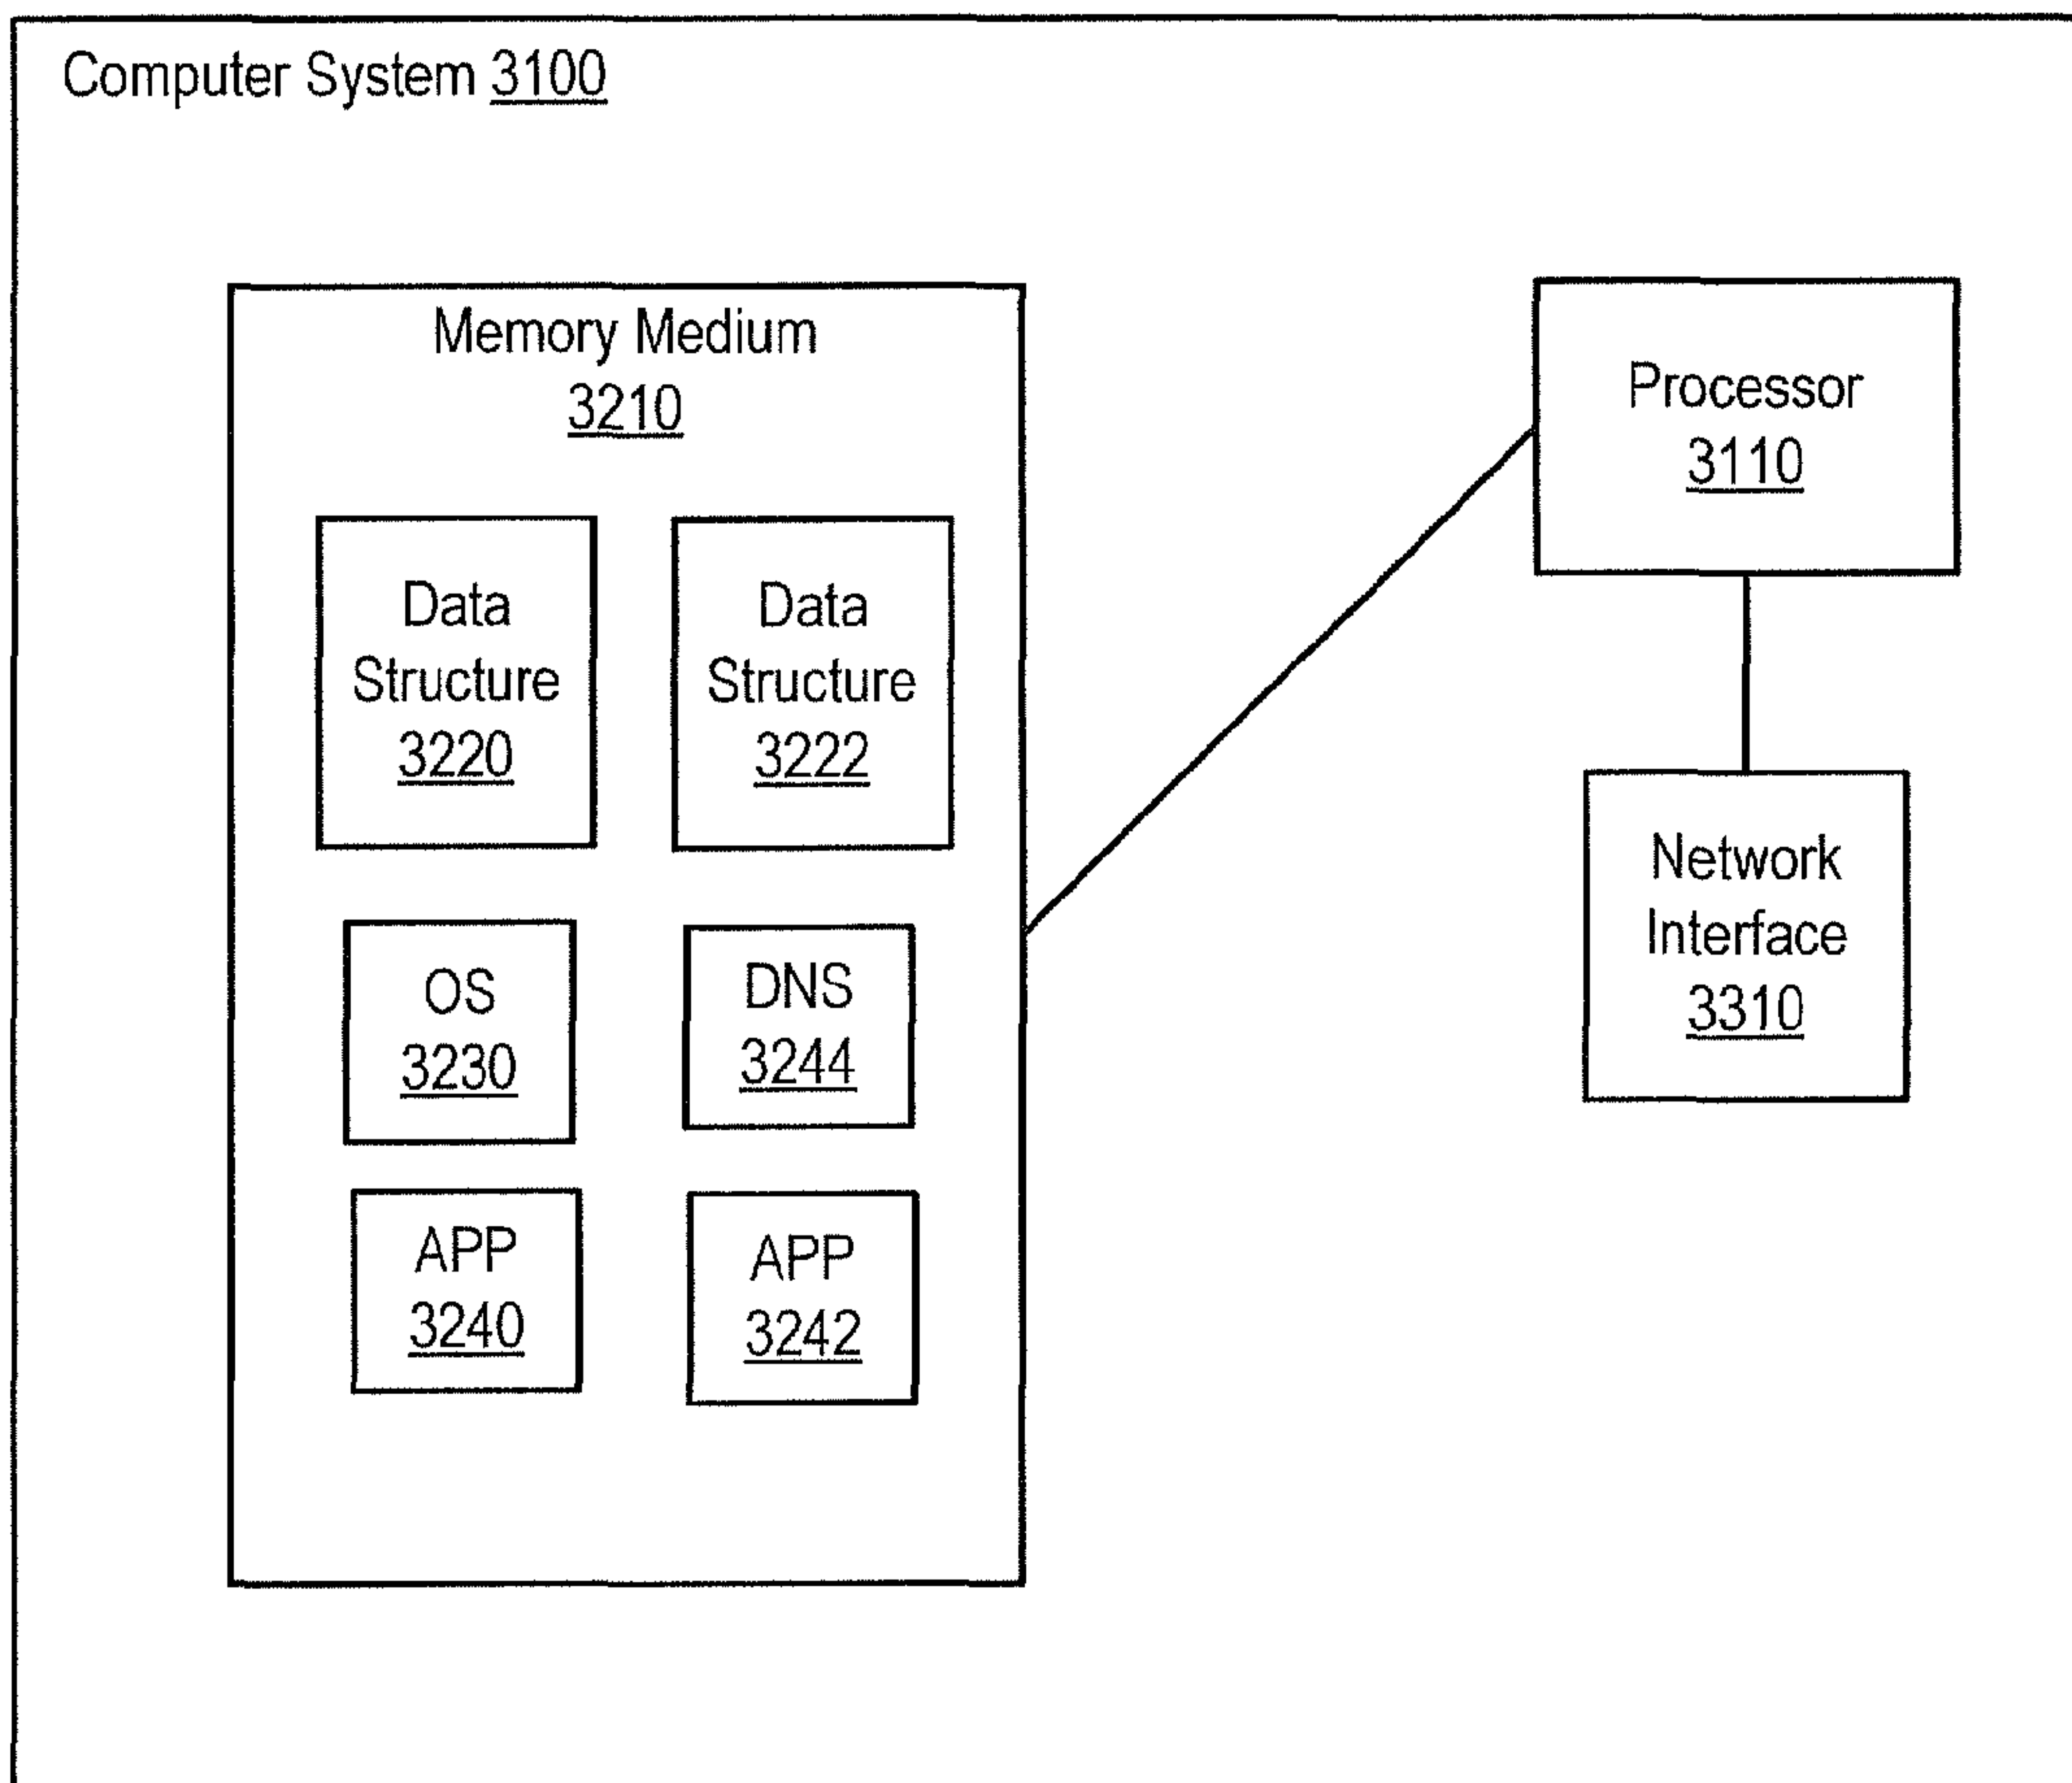 Computer System 3100
Memory Medium
3210
Data
Structure
3220
Data
Structure
3222
OS
3230
DNS
3244
APP
3240
APP
3242
Processor
3110
Network
Interface
3310